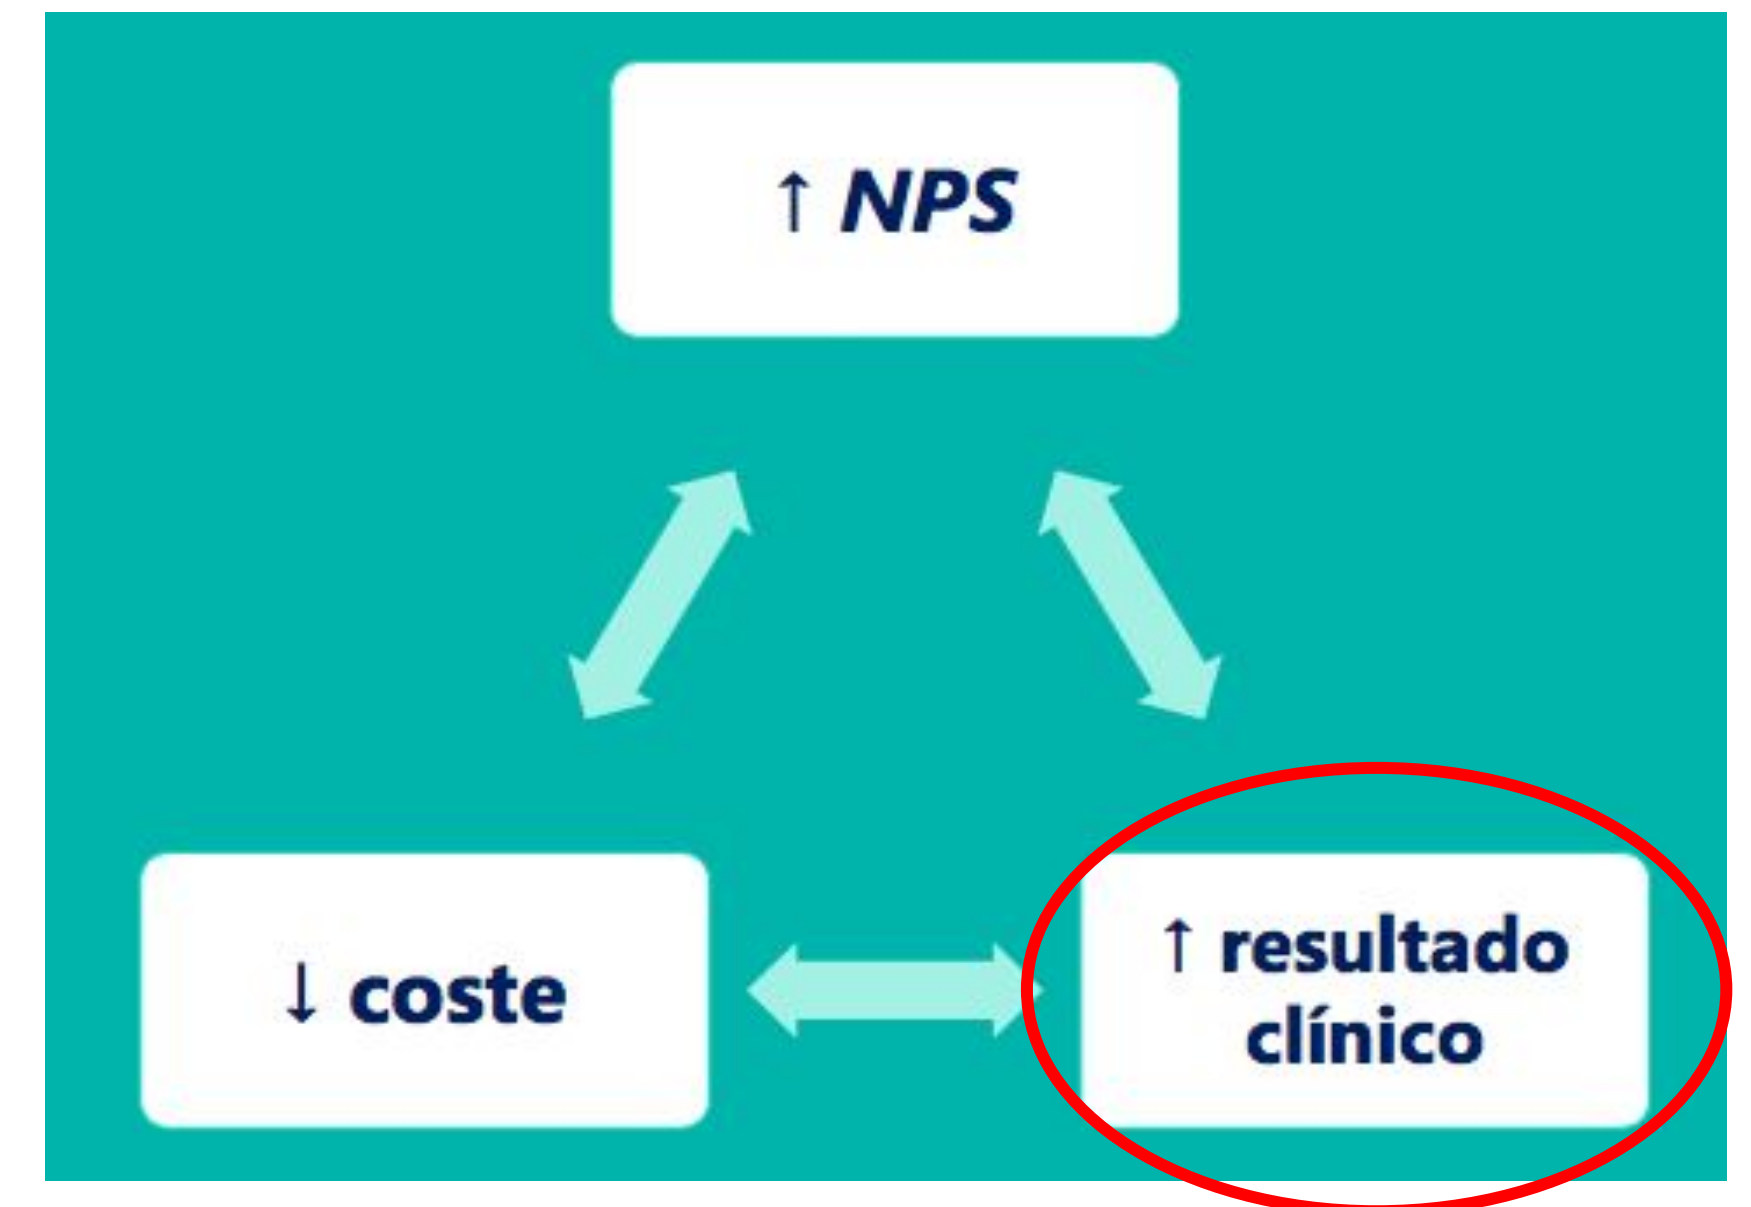 ↑ NPS
↓ coste
↑ resultado
clínico